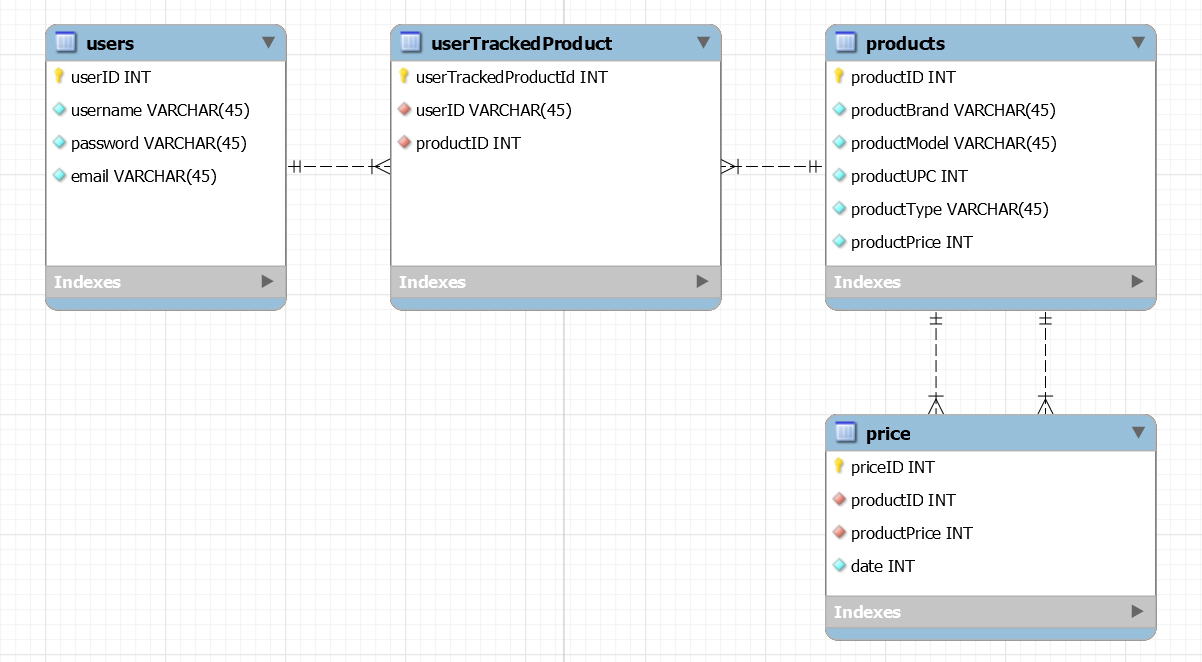 users
userID INT
username VARCHAR(45)
password VARCHAR(45)
email VARCHAR(45)
Indexes
userTrackedProduct
userTrackedProductId INT
userID VARCHAR(45)
productID INT
Indexes
products
productID INT
productBrand VARCHAR(45)
productModel VARCHAR(45)
productUPC INT
productType VARCHAR(45)
productPrice INT
Indexes
price
priceID INT
productID INT
productPrice INT
date INT
Indexes